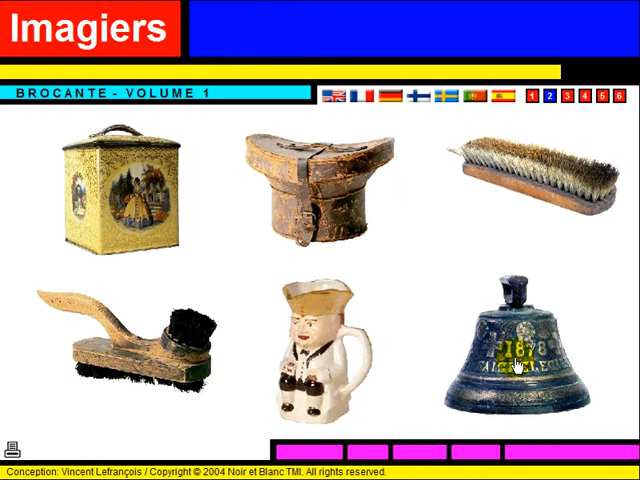 Imagiers
BROCANTE - VOLUME 1
1 2 3 4 5 6
1878
Conception: Vincent Lefrançois / Copyright © 2004 Noir et Blanc TMI. All rights reserved.